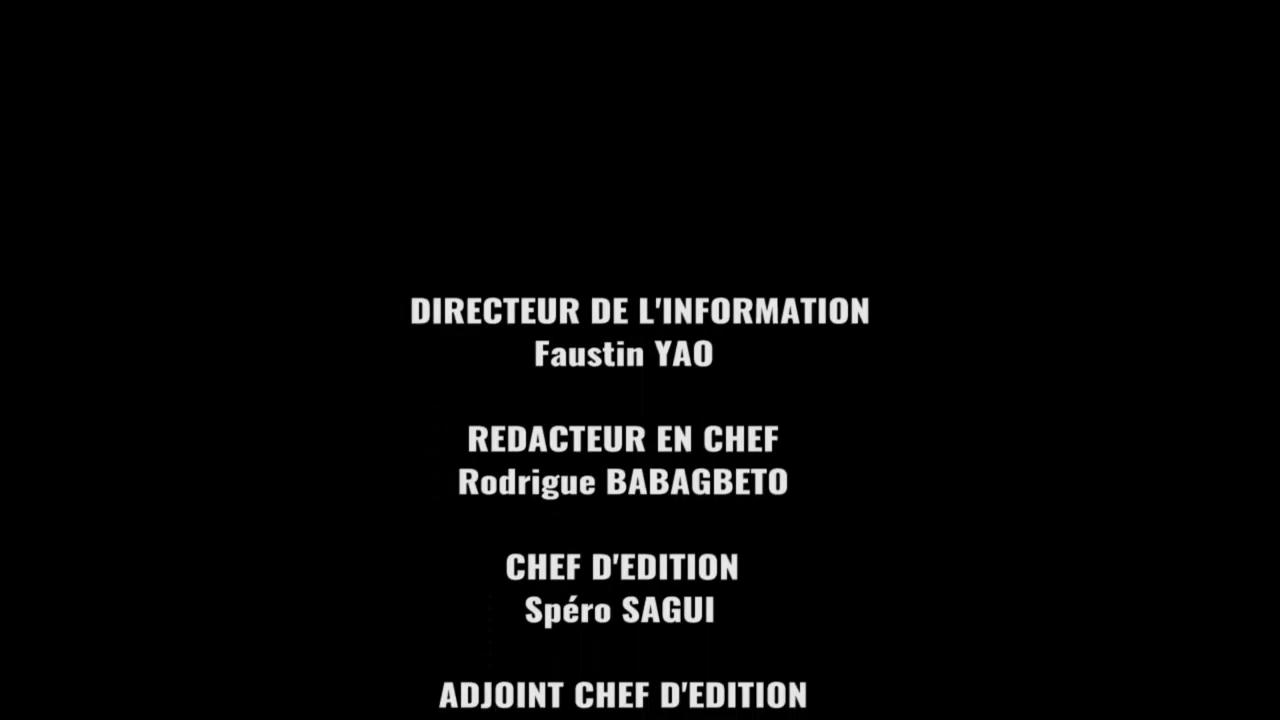 DIRECTEUR DE L'INFORMATION
Faustin YAO
REDACTEUR EN CHEF
Rodrigue BABAGBETO
CHEF D'EDITION
Spéro SAGUI
ADJOINT CHEF D'EDITION